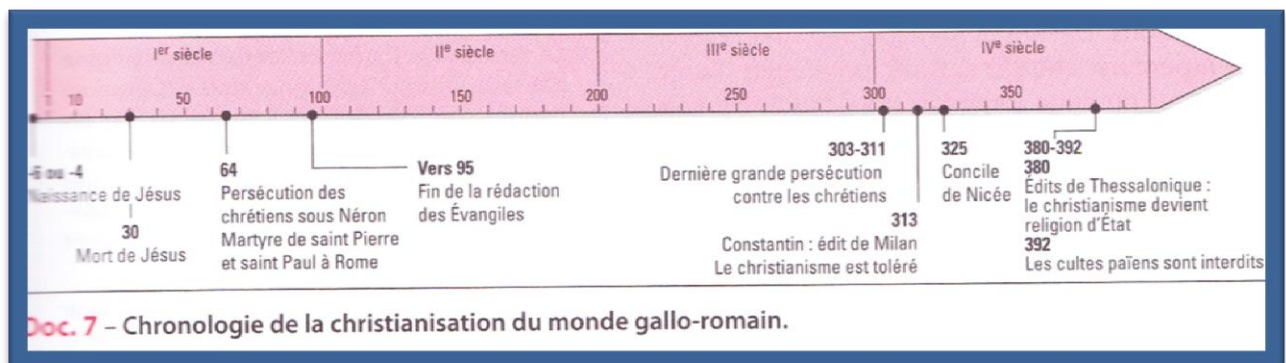 Iᵉʳ siècle
IIᵉ siècle
IIIᵉ siècle
IVᵉ siècle
1 10 50 100 150 200 250 300 350
-6 ou -4
Naissance de Jésus
30
Mort de Jésus
64
Persécution des
chrétiens sous Néron
Martyre de saint Pierre
et saint Paul à Rome
Vers 95
Fin de la rédaction
des Évangiles
303-311
Dernière grande persécution
contre les chrétiens
313
Constantin : édit de Milan
Le christianisme est toléré
325
Concile
de Nicée
380-392
380
Édits de Thessalonique :
le christianisme devient
religion d'État
392
Les cultes païens sont interdits
Doc. 7 – Chronologie de la christianisation du monde gallo-romain.